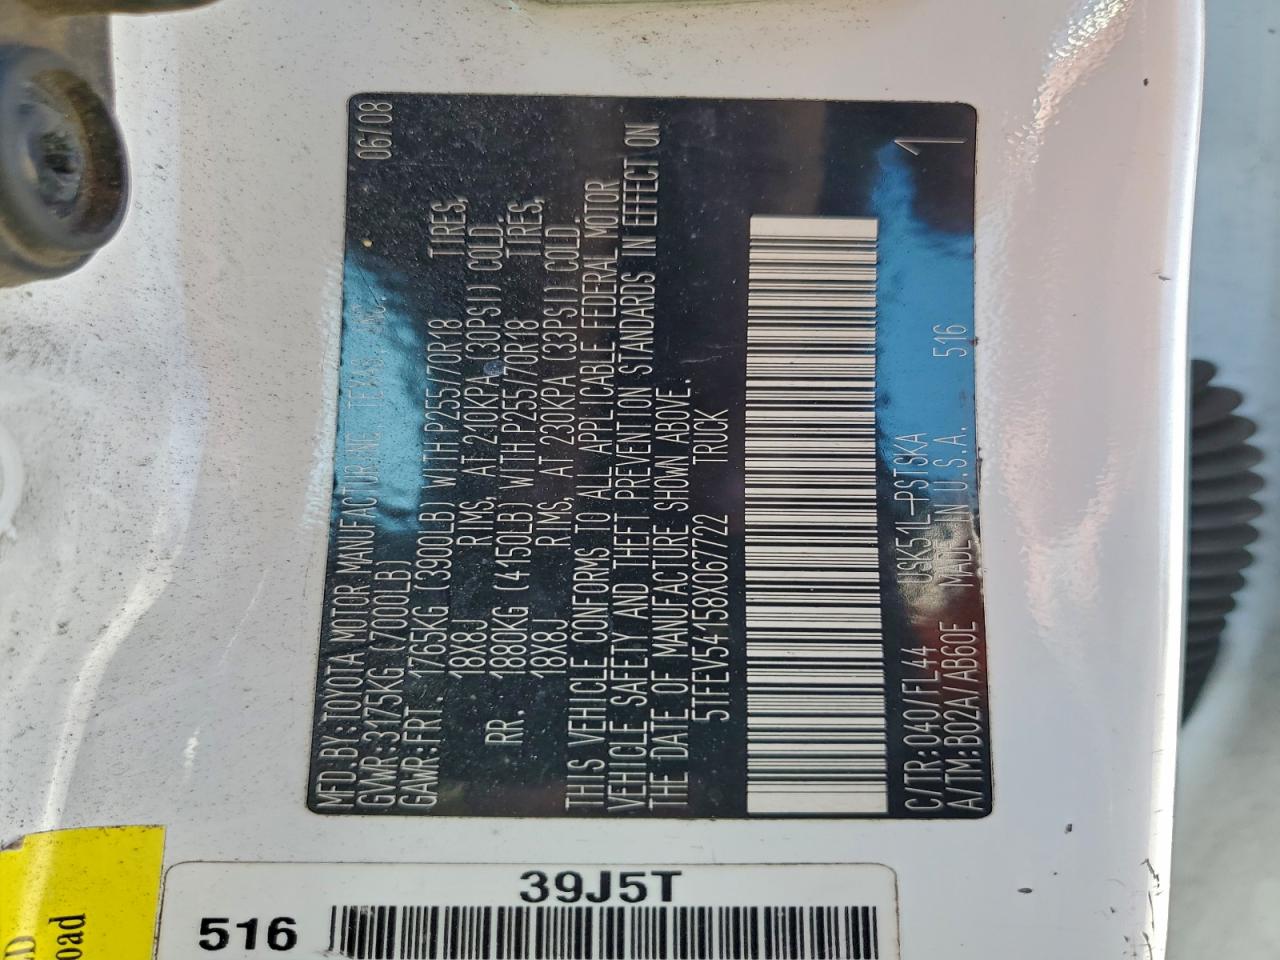 MFD.BY:TOYOTA MOTOR MANUFACTURING, TEXAS, INC. 06/08
GVWR:3175KG(7000LB)
GAWR:FRT. 1765KG (3900LB) WITH P255/70R18 TIRES,
18X8J RIMS, AT 210KPA (30PSI) COLD.
RR. 1880KG (4150LB) WITH P255/70R18 TIRES,
18X8J RIMS, AT 230KPA (33PSI) COLD.
THIS VEHICLE CONFORMS TO ALL APPLICABLE FEDERAL MOTOR
VEHICLE SAFETY AND THEFT PREVENTION STANDARDS IN EFFECT ON
THE DATE OF MANUFACTURE SHOWN ABOVE.
5TFEV54158X067722 TRUCK
C/TR:040/FL44 USK51L-PSTSKA 1
A/TM:B02A/AB60E MADE IN U.S.A. 516 1
39J5T
516
oad